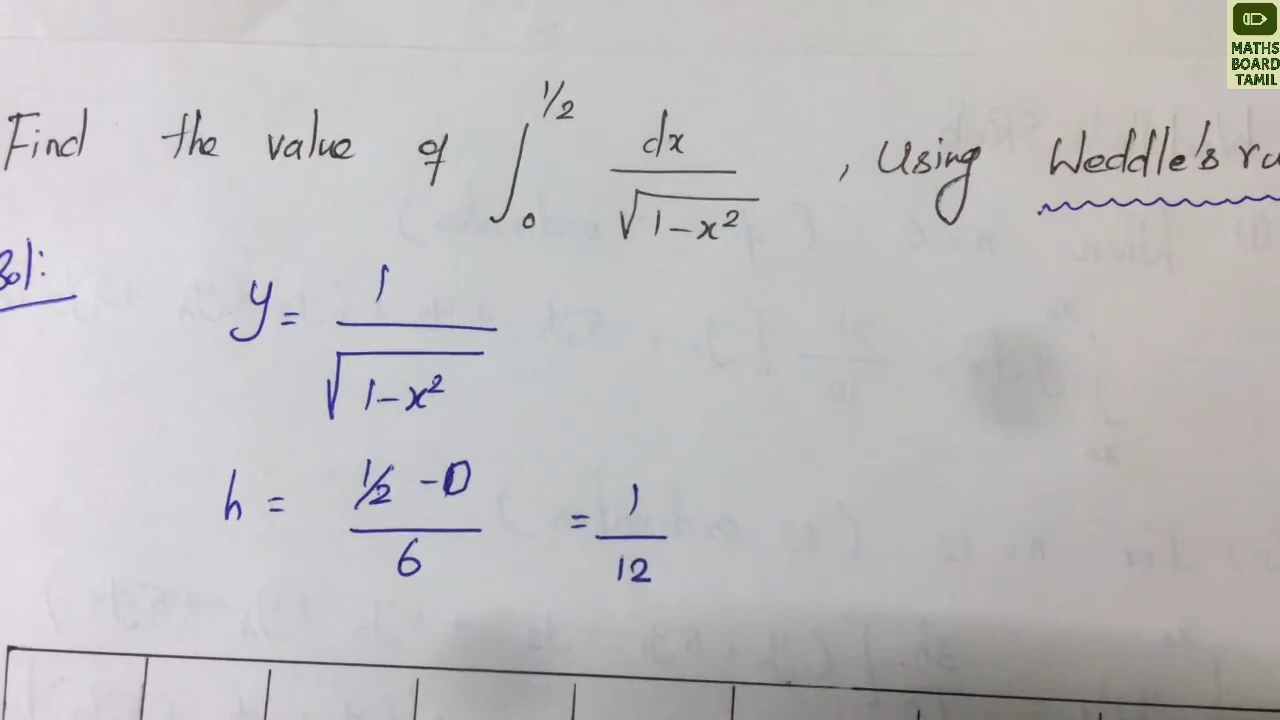 MATHS
BOARD
TAMIL
Find the value of ∫₀^{1/2} dx/√(1-x²) , Using Weddle's ru
Sol:
y = 1/√(1-x²)
h = (1/2 - 0)/6 = 1/12